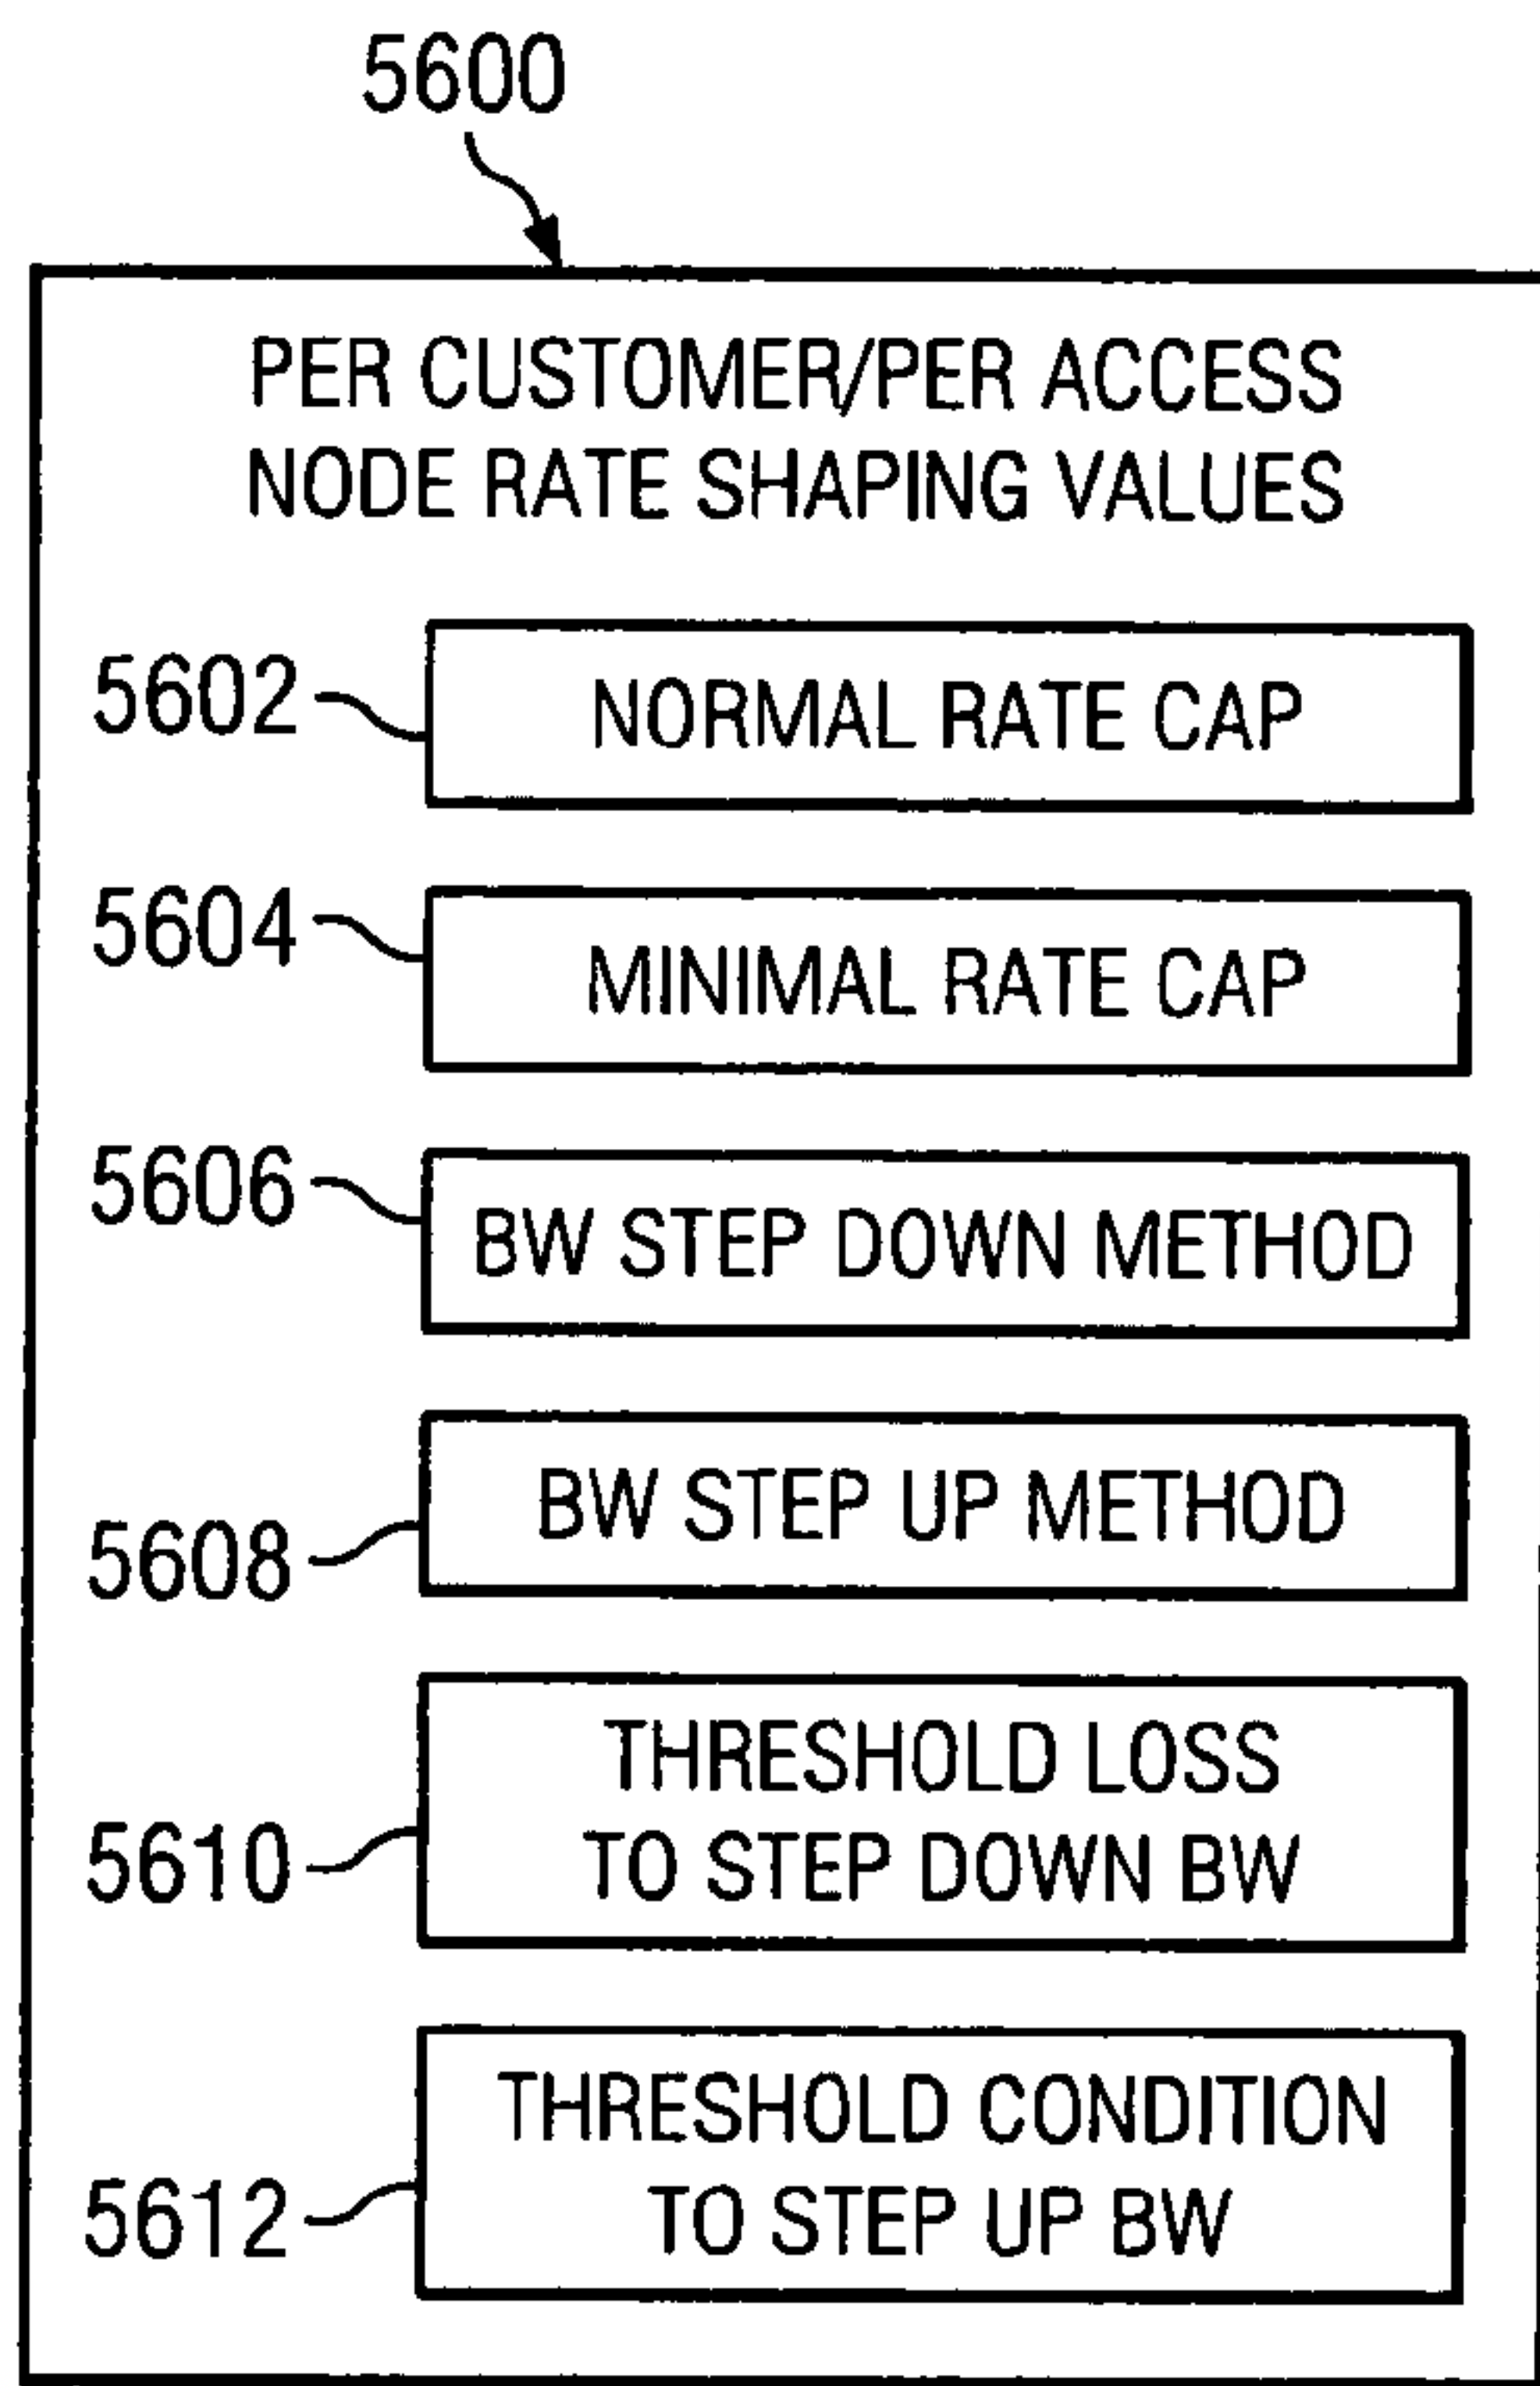 5600
PER CUSTOMER/PER ACCESS
NODE RATE SHAPING VALUES
5602
NORMAL RATE CAP
5604
MINIMAL RATE CAP
5606
BW STEP DOWN METHOD
5608
BW STEP UP METHOD
5610
THRESHOLD LOSS
TO STEP DOWN BW
5612
THRESHOLD CONDITION
TO STEP UP BW